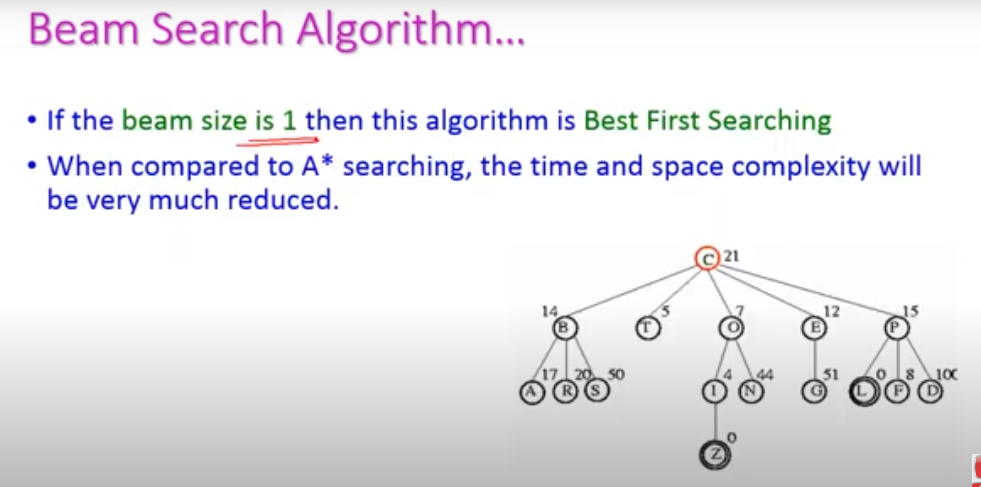 Beam Search Algorithm...
• If the beam size is 1 then this algorithm is Best First Searching
• When compared to A* searching, the time and space complexity will
be very much reduced.
C 21
14 5 7 12 15
B T O E P
17 20 50 4 44 51 0 8 100
A R S I N G L F D
0
Z